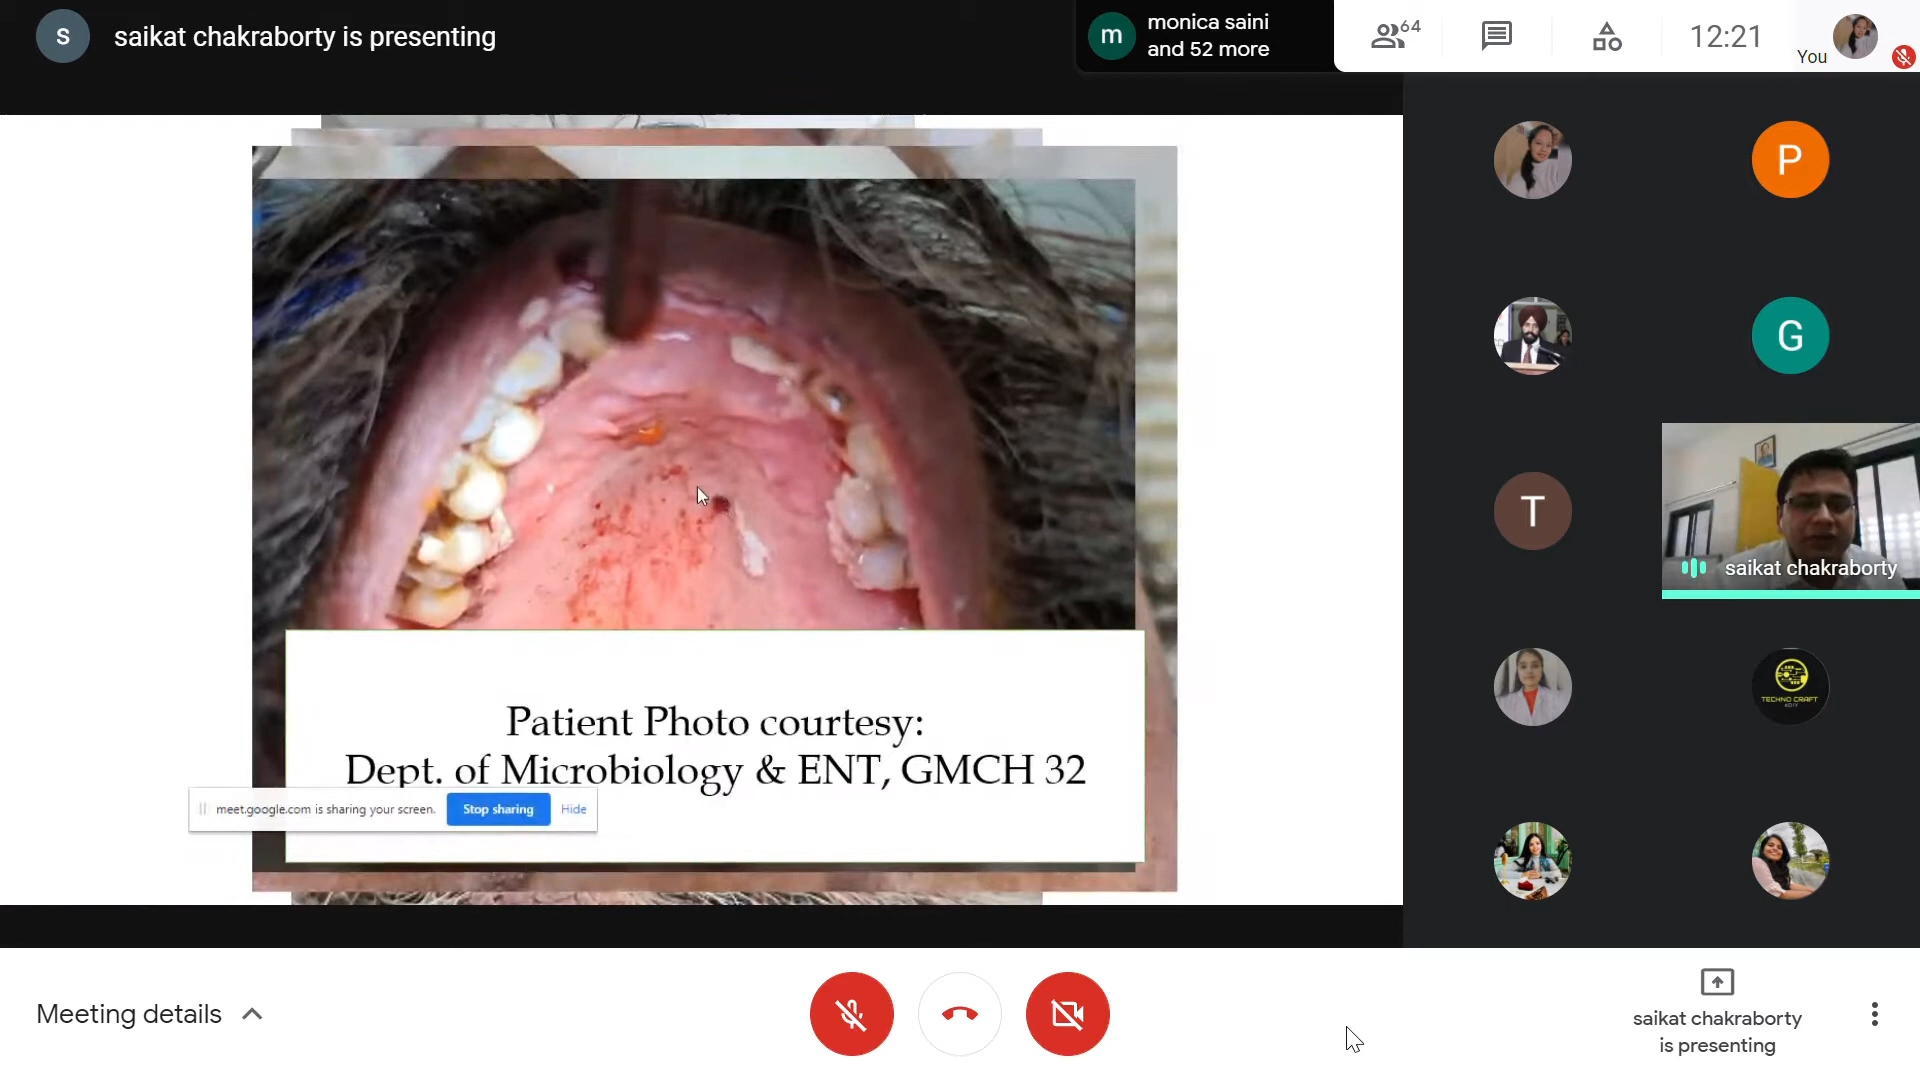 S
saikat chakraborty is presenting
m
monica saini
and 52 more
64
12:21
You
P
G
T
saikat chakraborty
TECHNO CRAFT
Patient Photo courtesy:
Dept. of Microbiology & ENT, GMCH 32
meet.google.com is sharing your screen.
Stop sharing
Hide
Meeting details
saikat chakraborty
is presenting